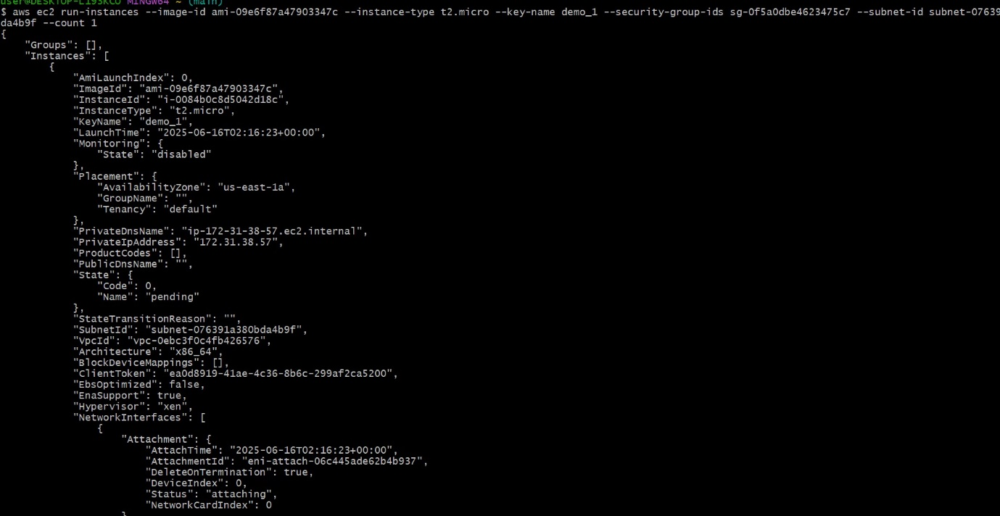 user@DESKTOP-L193KCO MINGW64 ~ (main)
$ aws ec2 run-instances --image-id ami-09e6f87a47903347c --instance-type t2.micro --key-name demo_1 --security-group-ids sg-0f5a0dbe4623475c7 --subnet-id subnet-07639
da4b9f --count 1
{
    "Groups": [],
    "Instances": [
        {
            "AmiLaunchIndex": 0,
            "ImageId": "ami-09e6f87a47903347c",
            "InstanceId": "i-0084b0c8d5042d18c",
            "InstanceType": "t2.micro",
            "KeyName": "demo_1",
            "LaunchTime": "2025-06-16T02:16:23+00:00",
            "Monitoring": {
                "State": "disabled"
            },
            "Placement": {
                "AvailabilityZone": "us-east-1a",
                "GroupName": "",
                "Tenancy": "default"
            },
            "PrivateDnsName": "ip-172-31-38-57.ec2.internal",
            "PrivateIpAddress": "172.31.38.57",
            "ProductCodes": [],
            "PublicDnsName": "",
            "State": {
                "Code": 0,
                "Name": "pending"
            },
            "StateTransitionReason": "",
            "SubnetId": "subnet-076391a380bda4b9f",
            "VpcId": "vpc-0ebc3f0c4fb426576",
            "Architecture": "x86_64",
            "BlockDeviceMappings": [],
            "ClientToken": "ea0d8919-41ae-4c36-8b6c-299af2ca5200",
            "EbsOptimized": false,
            "EnaSupport": true,
            "Hypervisor": "xen",
            "NetworkInterfaces": [
                {
                    "Attachment": {
                        "AttachTime": "2025-06-16T02:16:23+00:00",
                        "AttachmentId": "eni-attach-06c445ade62b4b937",
                        "DeleteOnTermination": true,
                        "DeviceIndex": 0,
                        "Status": "attaching",
                        "NetworkCardIndex": 0
                    }